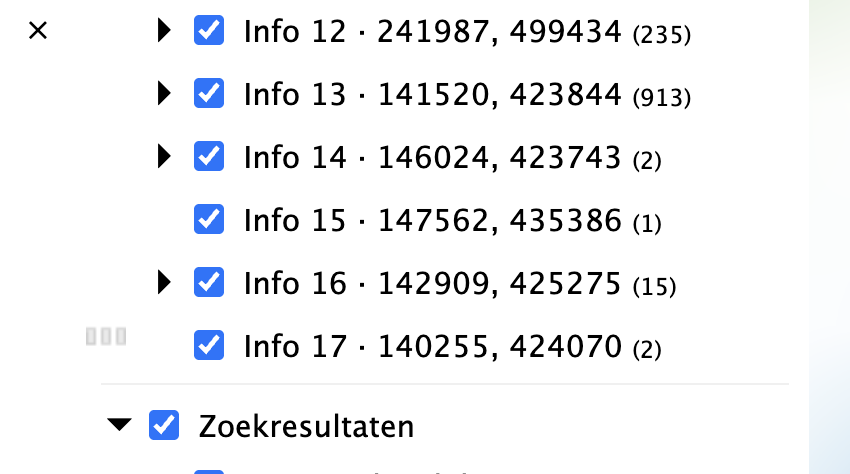 Info 12 · 241987, 499434 (235)
Info 13 · 141520, 423844 (913)
Info 14 · 146024, 423743 (2)
Info 15 · 147562, 435386 (1)
Info 16 · 142909, 425275 (15)
Info 17 · 140255, 424070 (2)
Zoekresultaten